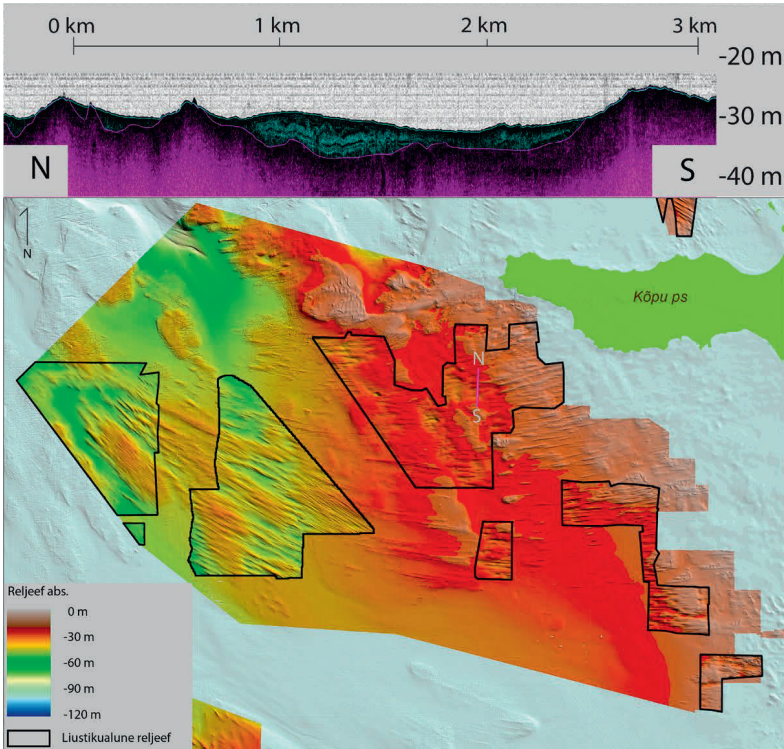 0 km 1 km 2 km 3 km
-20 m
-30 m
-40 m
N S
N
Kõpu ps
N
S
Reljeef abs.
0 m
-30 m
-60 m
-90 m
-120 m
Liustikualune reljeef